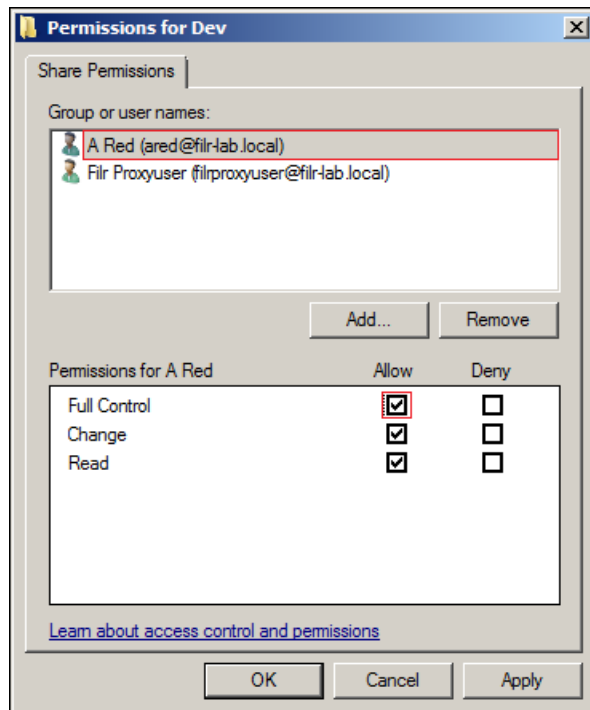 Permissions for Dev
Share Permissions
Group or user names:
A Red (ared@filr-lab.local)
Filr Proxyuser (filrproxyuser@filr-lab.local)
Add... Remove
Permissions for A Red Allow Deny
Full Control
Change
Read
Learn about access control and permissions
OK Cancel Apply